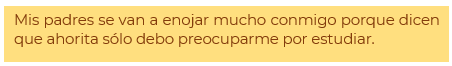 Mis padres se van a enojar mucho conmigo porque dicen
que ahorita sólo debo preocuparme por estudiar.